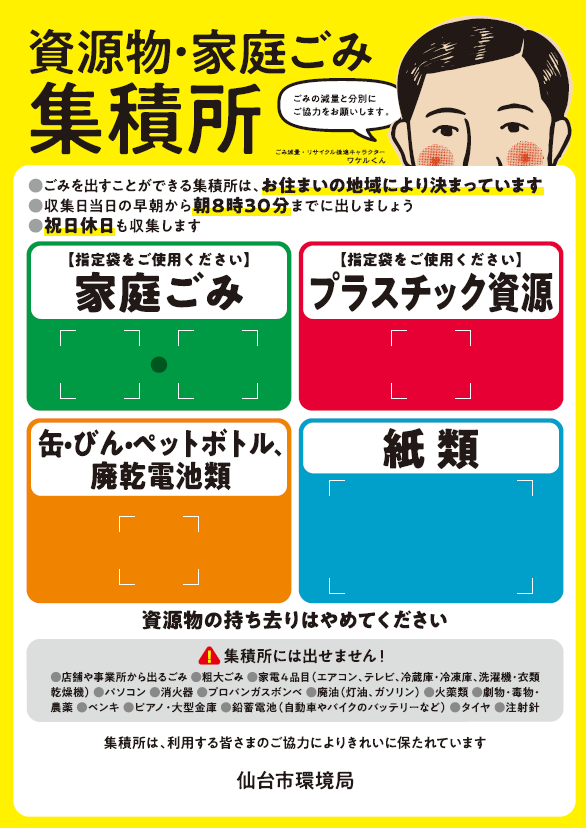 資源物・家庭ごみ
集積所
ごみの減量と分別に
ご協力をお願いします。
ごみ減量・リサイクル推進キャラクター
ワケルくん
●ごみを出すことができる集積所は、お住まいの地域により決まっています
●収集日当日の早朝から朝8時30分までに出しましょう
●祝日休日も収集します
【指定袋をご使用ください】
家庭ごみ
【指定袋をご使用ください】
プラスチック資源
缶・びん・ペットボトル、
廃乾電池類
紙類
資源物の持ち去りはやめてください
集積所には出せません！
●店舗や事業所から出るごみ ●粗大ごみ ●家電4品目（エアコン、テレビ、冷蔵庫・冷凍庫、洗濯機・衣類
乾燥機） ●パソコン ●消火器 ●プロパンガスボンベ ●廃油（灯油、ガソリン） ●火薬類 ●劇物・毒物・
農薬 ●ペンキ ●ピアノ・大型金庫 ●鉛蓄電池（自動車やバイクのバッテリーなど） ●タイヤ ●注射針
集積所は、利用する皆さまのご協力によりきれいに保たれています
仙台市環境局